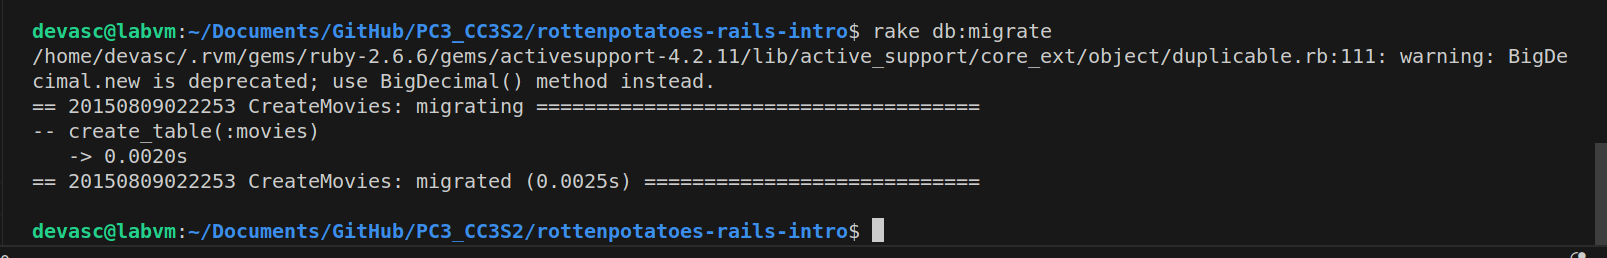 devasc@labvm:~/Documents/GitHub/PC3_CC3S2/rottenpotatoes-rails-intro$ rake db:migrate
/home/devasc/.rvm/gems/ruby-2.6.6/gems/activesupport-4.2.11/lib/active_support/core_ext/object/duplicable.rb:111: warning: BigDe
cimal.new is deprecated; use BigDecimal() method instead.
== 20150809022253 CreateMovies: migrating =====================================
-- create_table(:movies)
   -> 0.0020s
== 20150809022253 CreateMovies: migrated (0.0025s) ============================
devasc@labvm:~/Documents/GitHub/PC3_CC3S2/rottenpotatoes-rails-intro$